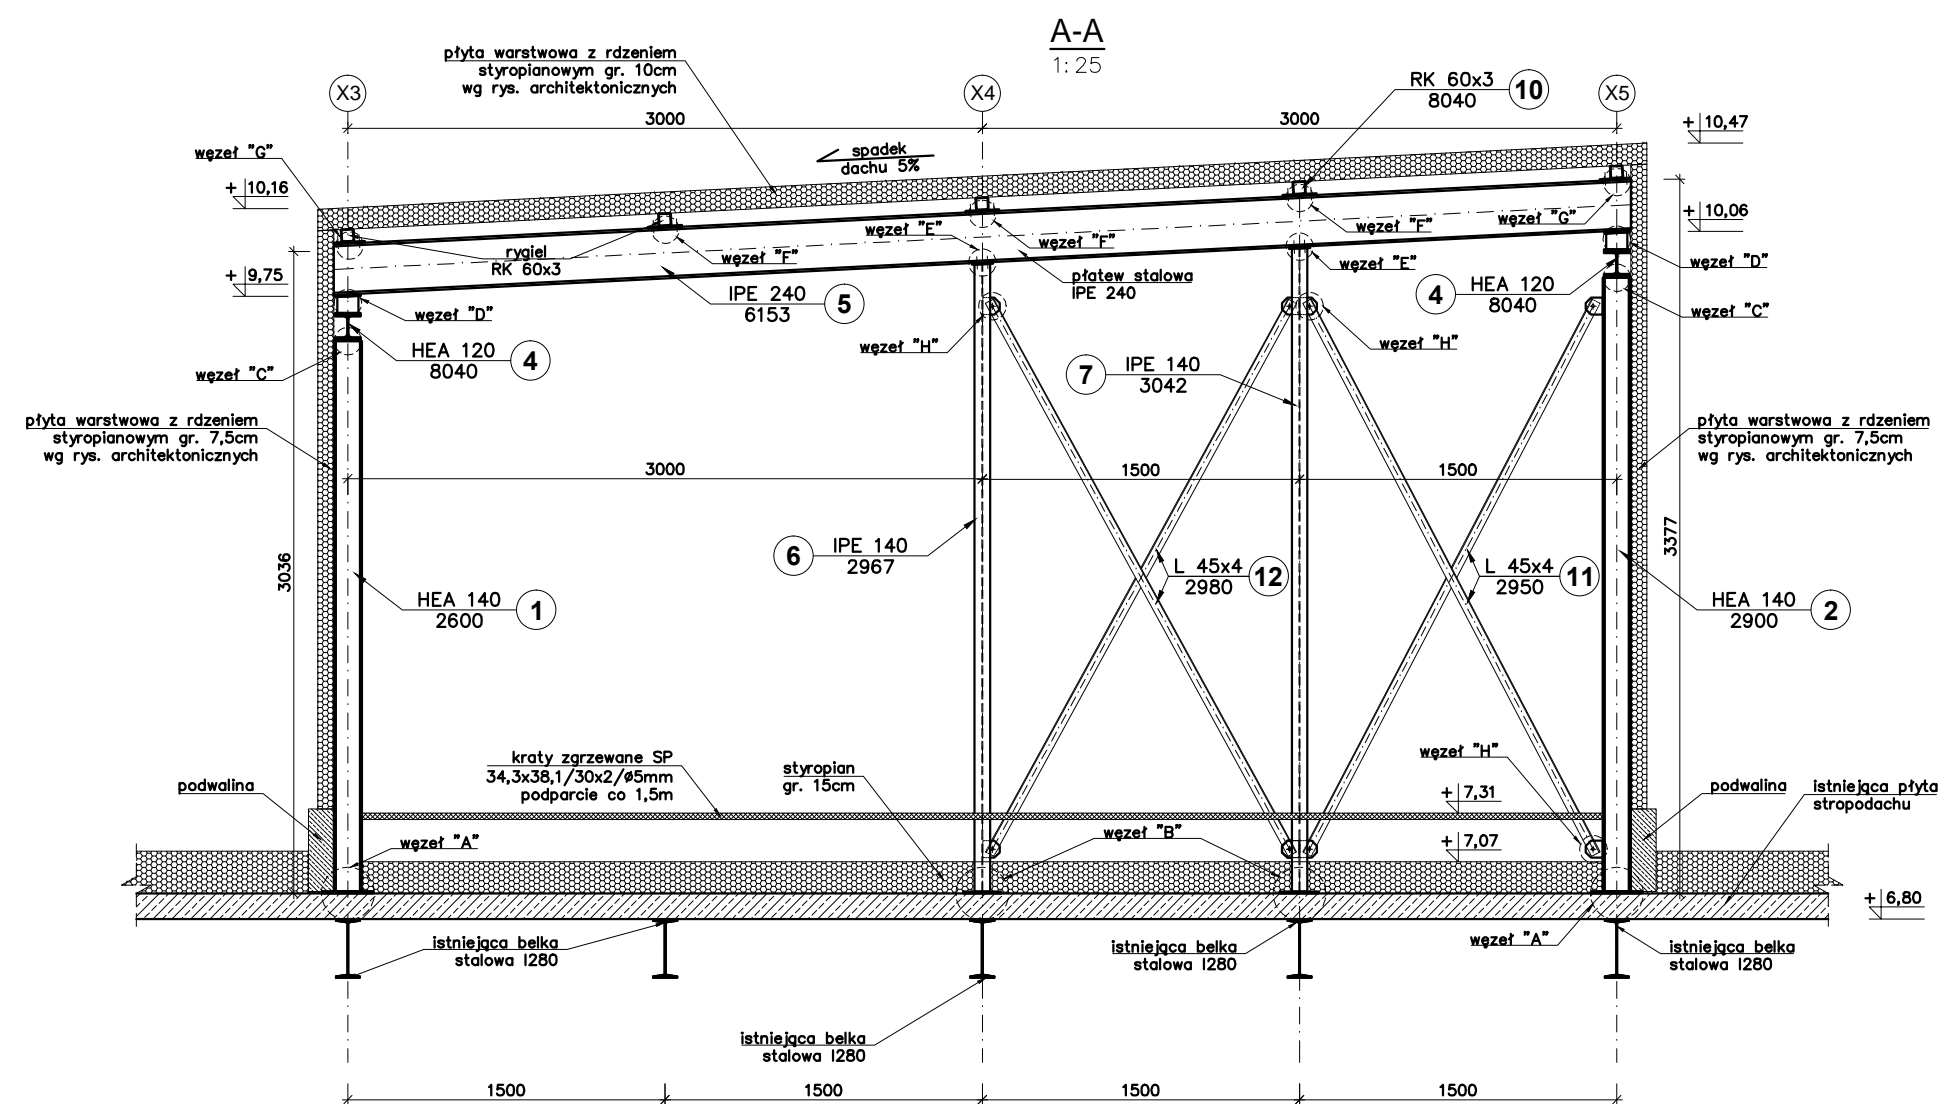 A-A
1:25
płyta warstwowa z rdzeniem
styropianowym gr. 10cm
wg rys. architektonicznych
X3
X4
X5
RK 60x3
8040
10
3000
3000
+ 10,47
węzeł "G"
spadek
dachu 5%
+ 10,16
węzeł "E"
węzeł "F"
węzeł "F"
węzeł "G"
+ 10,06
rygiel
RK 60x3
węzeł "F"
węzeł "E"
węzeł "D"
+ 9,75
płatew stalowa
IPE 240
IPE 240
6153
5
4
HEA 120
8040
węzeł "D"
węzeł "C"
węzeł "H"
węzeł "H"
HEA 120
8040
4
węzeł "C"
7
IPE 140
3042
płyta warstwowa z rdzeniem
styropianowym gr. 7,5cm
wg rys. architektonicznych
płyta warstwowa z rdzeniem
styropianowym gr. 7,5cm
wg rys. architektonicznych
3000
1500
1500
3036
3377
6
IPE 140
2967
L 45x4
2980
12
L 45x4
2950
11
HEA 140
2600
1
HEA 140
2900
2
kraty zgrzewane SP
34,3x38,1/30x2/ø5mm
podparcie co 1,5m
styropian
gr. 15cm
węzeł "H"
podwalina
podwalina
istniejąca płyta
stropodachu
+ 7,31
węzeł "A"
węzeł "B"
+ 7,07
+ 6,80
istniejąca belka
stalowa I280
istniejąca belka
stalowa I280
węzeł "A"
istniejąca belka
stalowa I280
istniejąca belka
stalowa I280
1500
1500
1500
1500